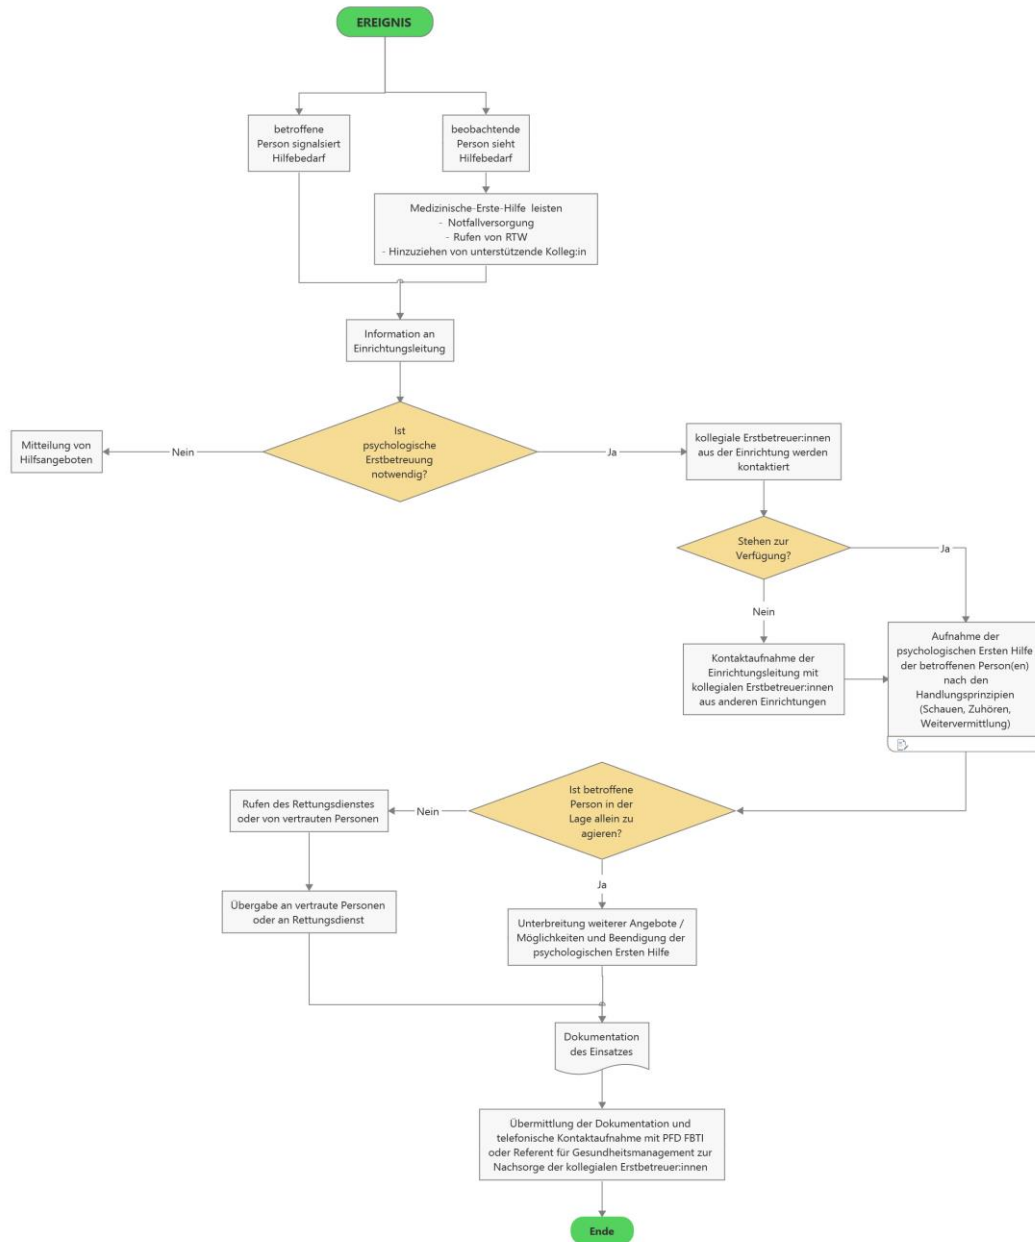 EREIGNIS
betroffene
Person signalsiert
Hilfebedarf
beobachtende
Person sieht
Hilfebedarf
Medizinische-Erste-Hilfe leisten
- Notfallversorgung
- Rufen von RTW
- Hinzuziehen von unterstützende Kolleg:in
Information an
Einrichtungsleitung
Ist
psychologische
Erstbetreuung
notwendig?
Nein
Mitteilung von
Hilfsangeboten
Ja
kollegiale Erstbetreuer:innen
aus der Einrichtung werden
kontaktiert
Stehen zur
Verfügung?
Ja
Nein
Kontaktaufnahme der
Einrichtungsleitung mit
kollegialen Erstbetreuer:innen
aus anderen Einrichtungen
Aufnahme der
psychologischen Ersten Hilfe
der betroffenen Person(en)
nach den
Handlungsprinzipien
(Schauen, Zuhören,
Weitervermittlung)
Ist betroffene
Person in der
Lage allein zu
agieren?
Nein
Rufen des Rettungsdienstes
oder von vertrauten Personen
Übergabe an vertraute Personen
oder an Rettungsdienst
Ja
Unterbreitung weiterer Angebote /
Möglichkeiten und Beendigung der
psychologischen Ersten Hilfe
Dokumentation
des Einsatzes
Übermittlung der Dokumentation und
telefonische Kontaktaufnahme mit PFD FBTI
oder Referent für Gesundheitsmanagement zur
Nachsorge der kollegialen Erstbetreuer:innen
Ende